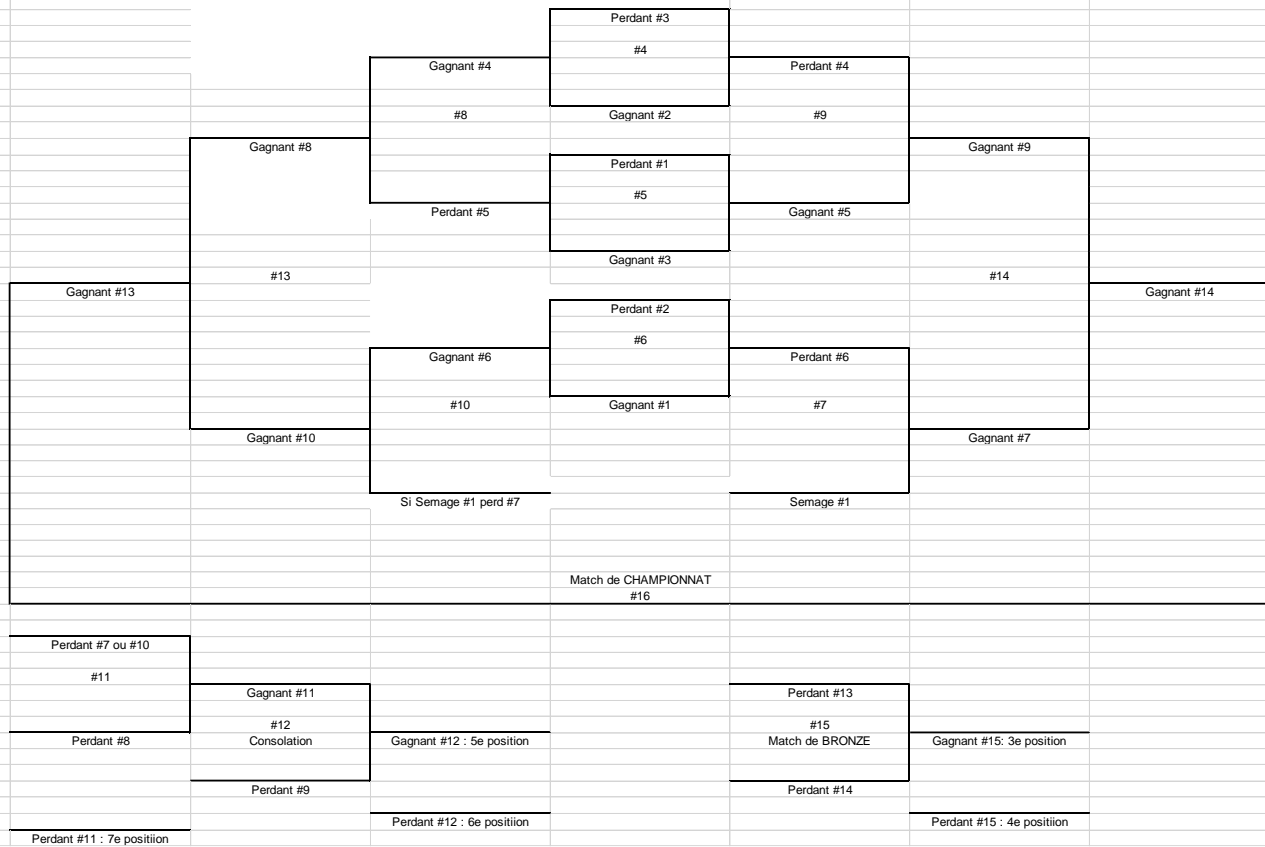 Perdant #3
#4
Gagnant #4
Perdant #4
#8
Gagnant #2
#9
Gagnant #8
Gagnant #9
Perdant #1
#5
Perdant #5
Gagnant #5
Gagnant #3
#13
#14
Gagnant #13
Gagnant #14
Perdant #2
#6
Gagnant #6
Perdant #6
#10
Gagnant #1
#7
Gagnant #10
Gagnant #7
Si Semage #1 perd #7
Semage #1
Match de CHAMPIONNAT
#16
Perdant #7 ou #10
#11
Gagnant #11
Perdant #13
#12
#15
Perdant #8
Consolation
Gagnant #12 : 5e position
Match de BRONZE
Gagnant #15: 3e position
Perdant #9
Perdant #14
Perdant #12 : 6e positiion
Perdant #15 : 4e positiion
Perdant #11 : 7e positiion